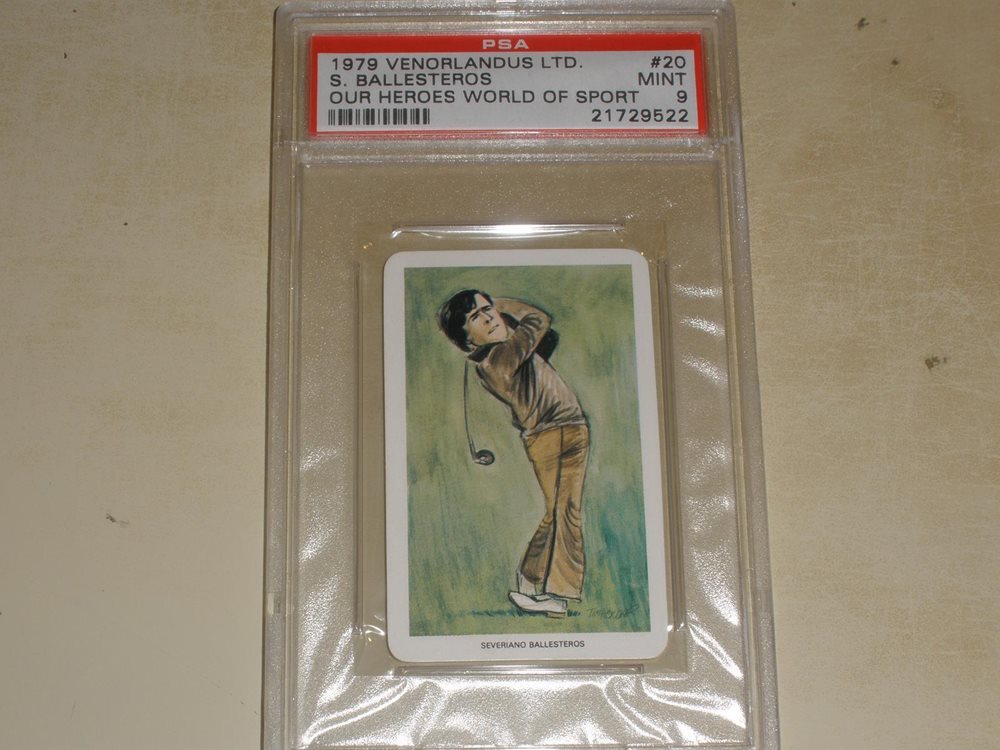 PSA
1979 VENORLANDUS LTD. #20
S. BALLESTEROS MINT
OUR HEROES WORLD OF SPORT 9
21729522
SEVERIANO BALLESTEROS